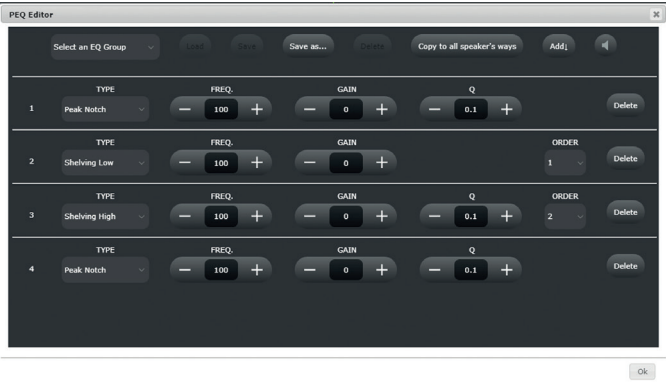 PEQ Editor
Select an EQ Group Load Save Save as... Delete Copy to all speaker's ways Add↓
TYPE FREQ. GAIN Q
1 Peak Notch 100 0 0.1 Delete
TYPE FREQ. GAIN ORDER
2 Shelving Low 100 0 1 Delete
TYPE FREQ. GAIN Q ORDER
3 Shelving High 100 0 0.1 2 Delete
TYPE FREQ. GAIN Q
4 Peak Notch 100 0 0.1 Delete
Ok